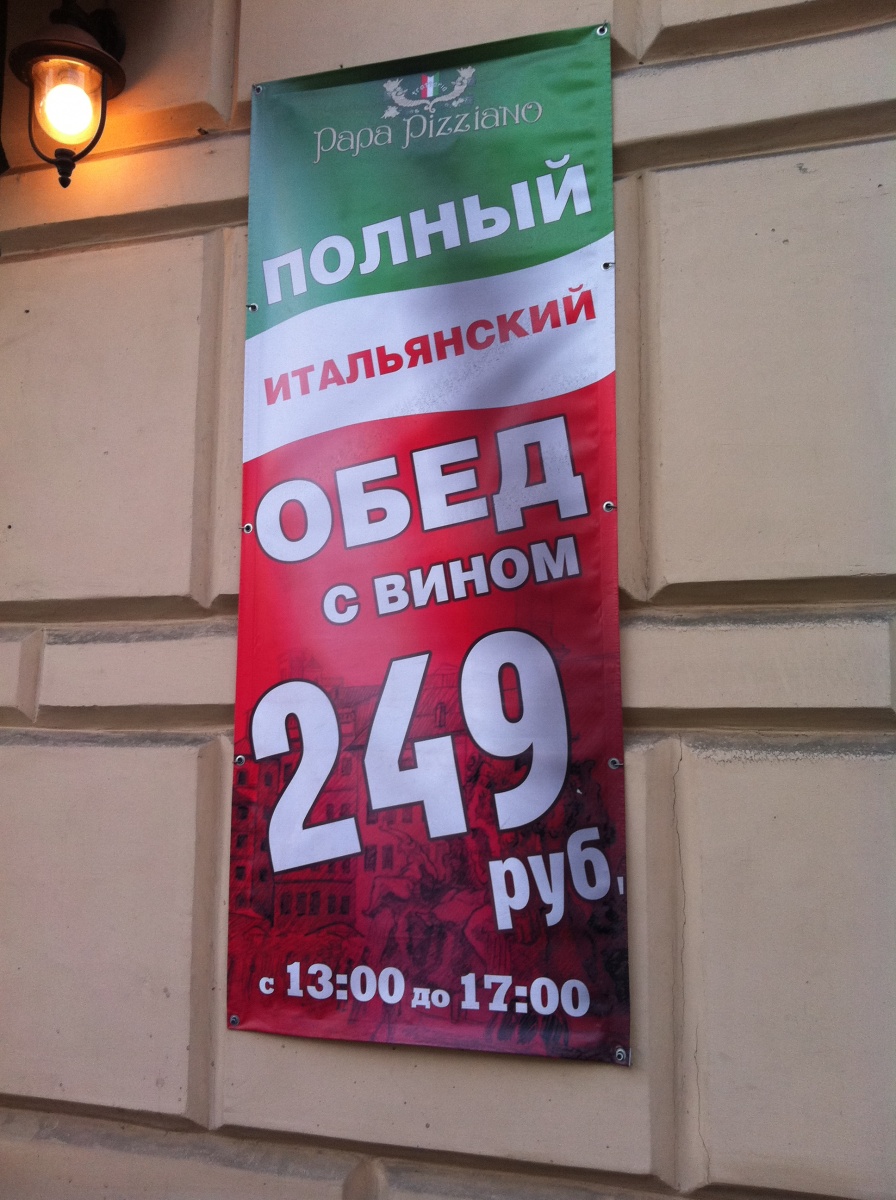 Papa Pizziano
ПОЛНЫЙ
ИТАЛЬЯНСКИЙ
ОБЕД
С ВИНОМ
249
руб.
с 13:00 до 17:00